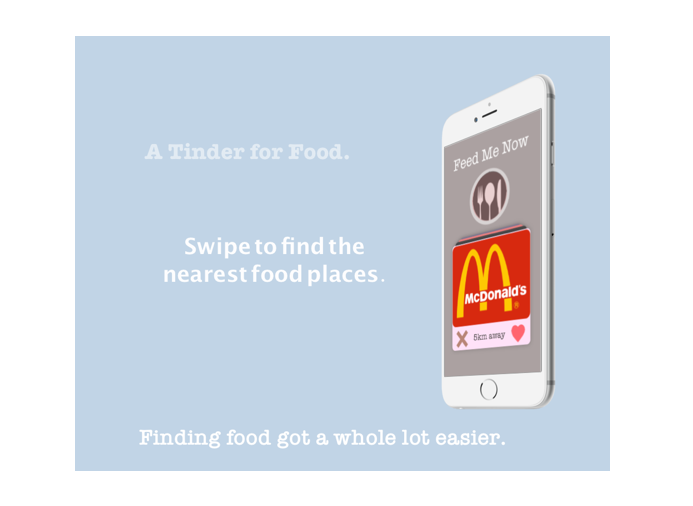 A Tinder for Food.
Swipe to find the
nearest food places.
Feed Me Now
McDonald's
®
5km away
Finding food got a whole lot easier.